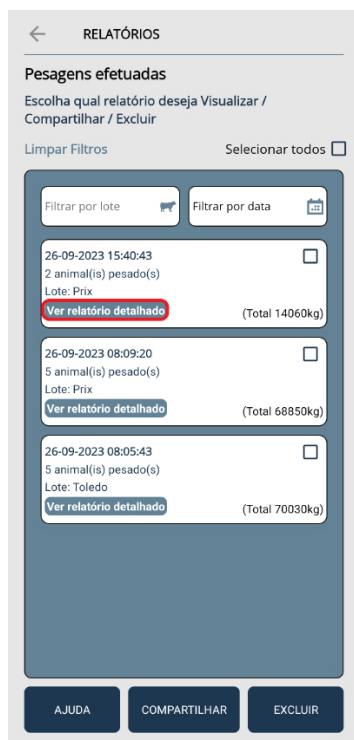 RELATÓRIOS
Pesagens efetuadas
Escolha qual relatório deseja Visualizar /
Compartilhar / Excluir
Limpar Filtros Selecionar todos
Filtrar por lote Filtrar por data
26-09-2023 15:40:43
2 animal(is) pesado(s)
Lote: Prix
Ver relatório detalhado (Total 14060kg)
26-09-2023 08:09:20
5 animal(is) pesado(s)
Lote: Prix
Ver relatório detalhado (Total 68850kg)
26-09-2023 08:05:43
5 animal(is) pesado(s)
Lote: Toledo
Ver relatório detalhado (Total 70030kg)
AJUDA COMPARTILHAR EXCLUIR